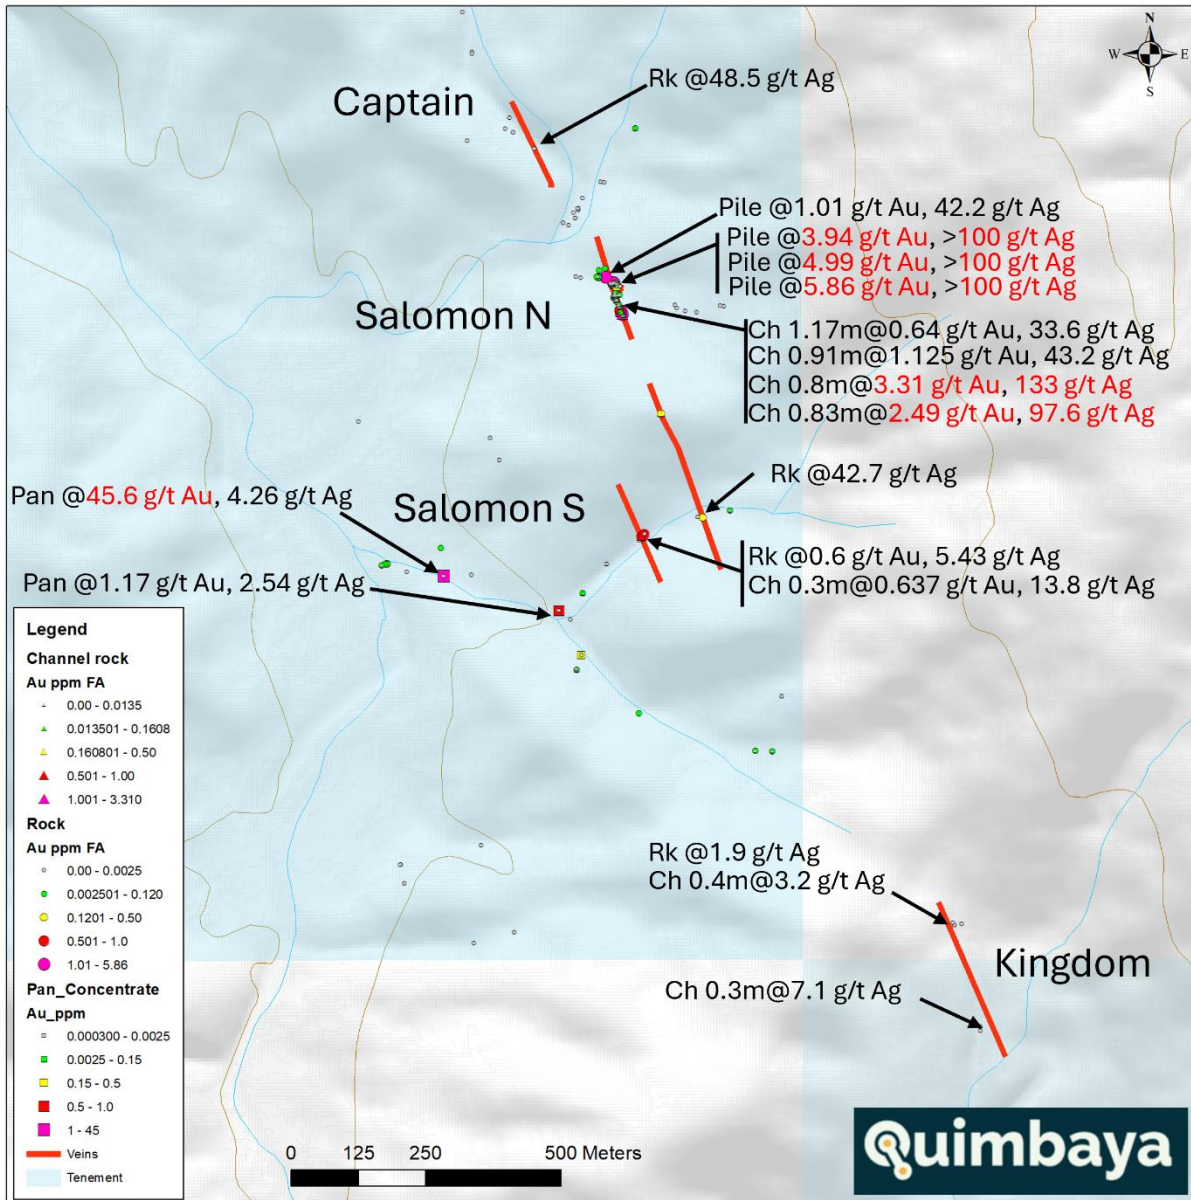 N
W
E
S
Rk @48.5 g/t Ag
Captain
Pile @1.01 g/t Au, 42.2 g/t Ag
Pile @3.94 g/t Au, >100 g/t Ag
Pile @4.99 g/t Au, >100 g/t Ag
Pile @5.86 g/t Au, >100 g/t Ag
Salomon N
Ch 1.17m@0.64 g/t Au, 33.6 g/t Ag
Ch 0.91m@1.125 g/t Au, 43.2 g/t Ag
Ch 0.8m@3.31 g/t Au, 133 g/t Ag
Ch 0.83m@2.49 g/t Au, 97.6 g/t Ag
Rk @42.7 g/t Ag
Pan @45.6 g/t Au, 4.26 g/t Ag
Salomon S
Rk @0.6 g/t Au, 5.43 g/t Ag
Ch 0.3m@0.637 g/t Au, 13.8 g/t Ag
Pan @1.17 g/t Au, 2.54 g/t Ag
Legend
Channel rock
Au ppm FA
0.00 - 0.0135
0.013501 - 0.1608
0.160801 - 0.50
0.501 - 1.00
1.001 - 3.310
Rock
Au ppm FA
0.00 - 0.0025
0.002501 - 0.120
0.1201 - 0.50
0.501 - 1.0
1.01 - 5.86
Pan_Concentrate
Au_ppm
0.000300 - 0.0025
0.0025 - 0.15
0.15 - 0.5
0.5 - 1.0
1 - 45
Veins
Tenement
Rk @1.9 g/t Ag
Ch 0.4m@3.2 g/t Ag
Kingdom
Ch 0.3m@7.1 g/t Ag
0 125 250 500 Meters
Quimbaya